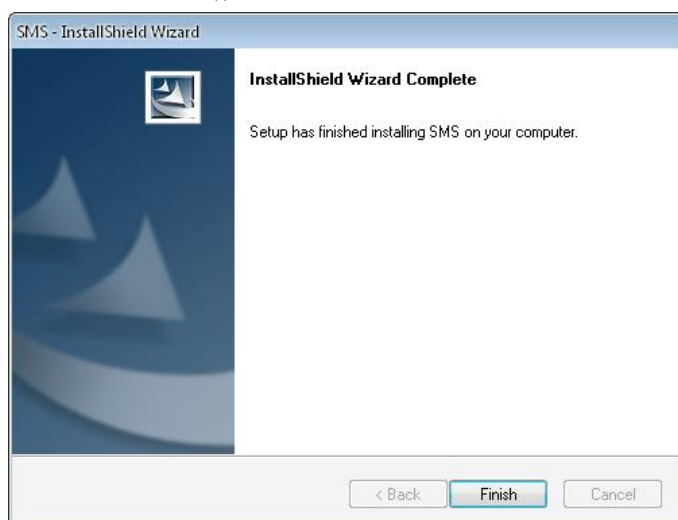 SMS - InstallShield Wizard
InstallShield Wizard Complete
Setup has finished installing SMS on your computer.
< Back
Finish
Cancel